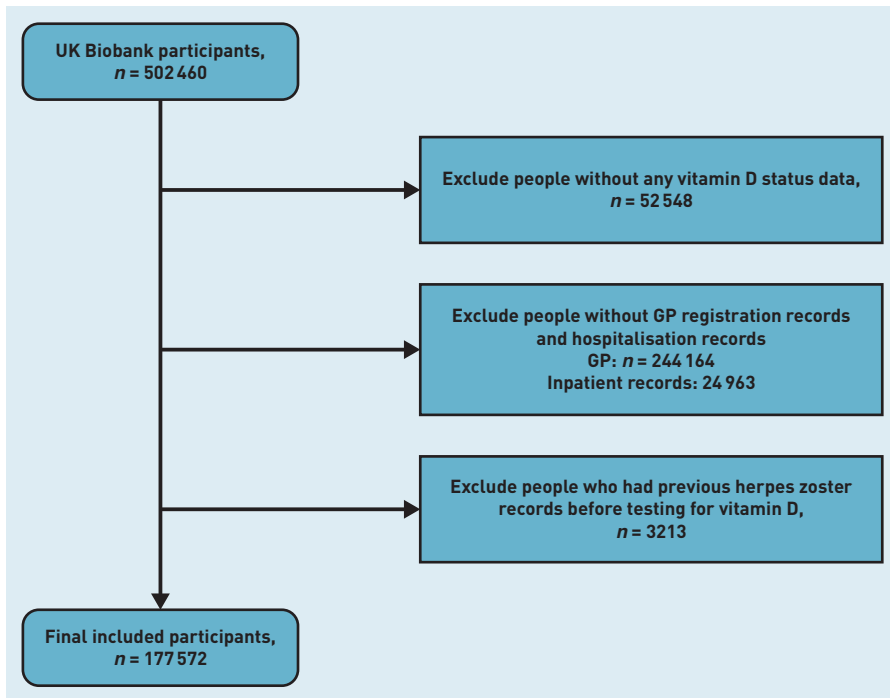 UK Biobank participants,
n = 502 460
Exclude people without any vitamin D status data,
n = 52 548
Exclude people without GP registration records
and hospitalisation records
GP: n = 244 164
Inpatient records: 24 963
Exclude people who had previous herpes zoster
records before testing for vitamin D,
n = 3213
Final included participants,
n = 177 572